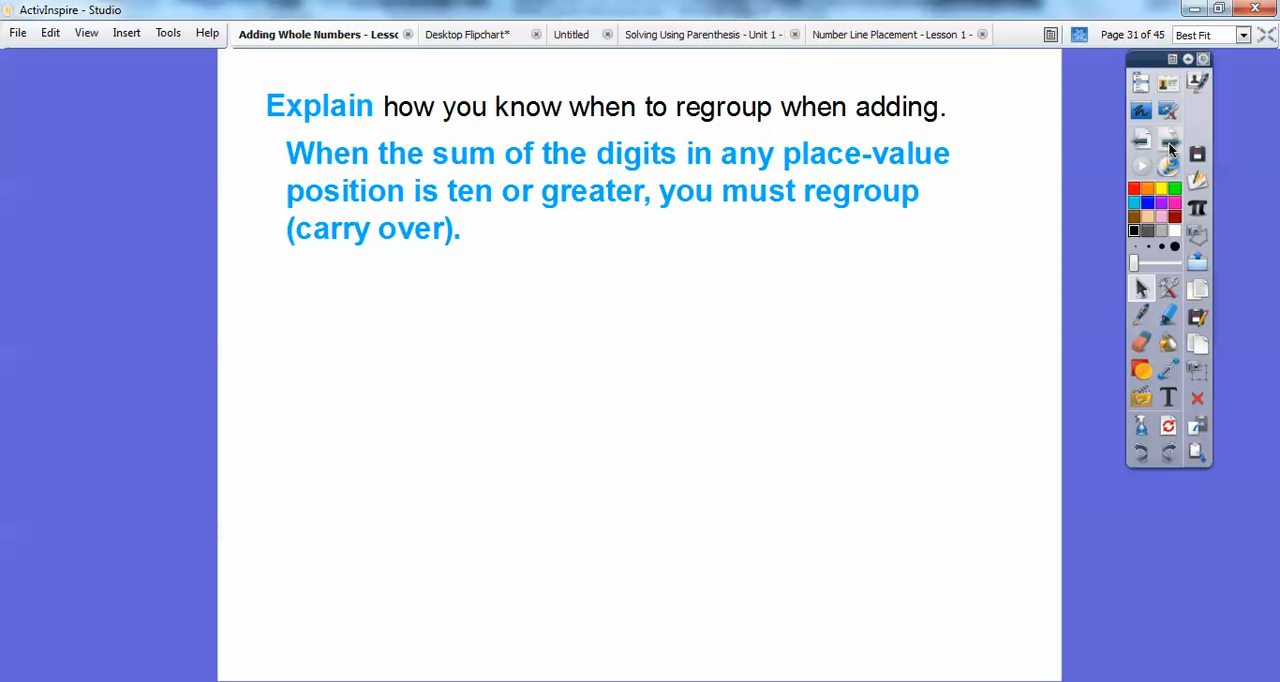 ActivInspire - Studio
File Edit View Insert Tools Help
Adding Whole Numbers - Lessc Desktop Flipchart* Untitled Solving Using Parenthesis - Unit 1 - Number Line Placement - Lesson 1 - Page 31 of 45 Best Fit
Explain how you know when to regroup when adding.
When the sum of the digits in any place-value
position is ten or greater, you must regroup
(carry over).